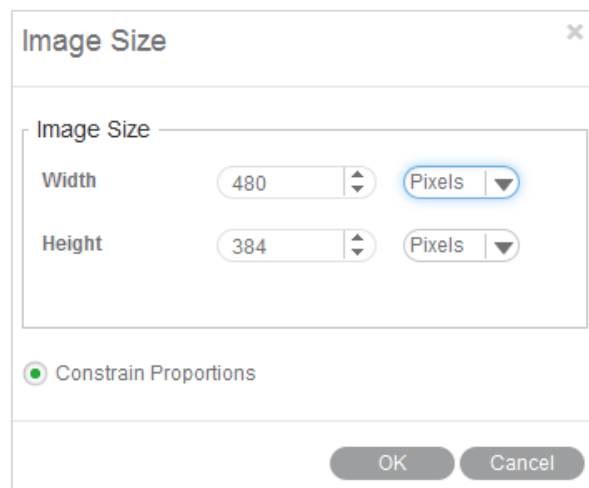 Image Size
Image Size
Width 480 Pixels
Height 384 Pixels
Constrain Proportions
OK Cancel